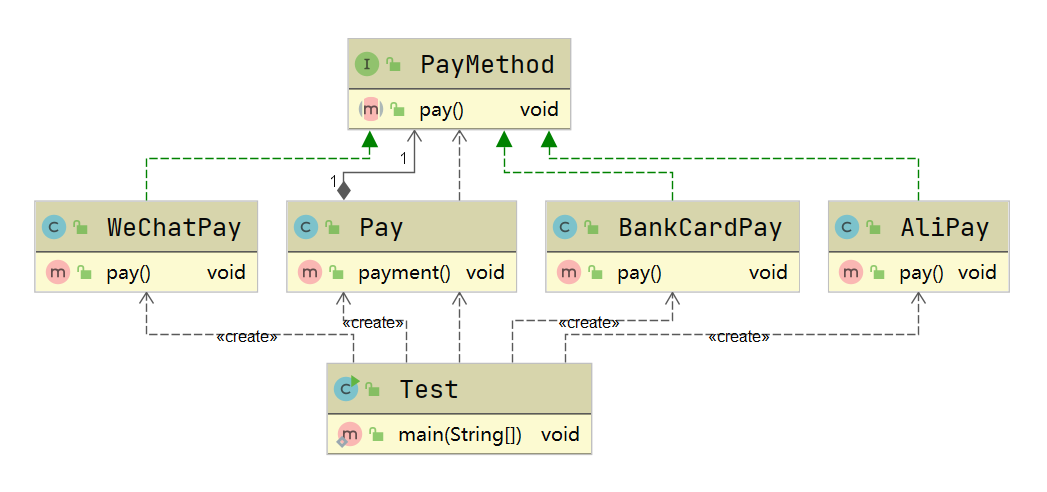 I PayMethod
m pay() void
1
1
C WeChatPay
m pay() void
C Pay
m payment() void
C BankCardPay
m pay() void
C AliPay
m pay() void
«create»
«create»
«create»
«create»
C Test
m main(String[]) void